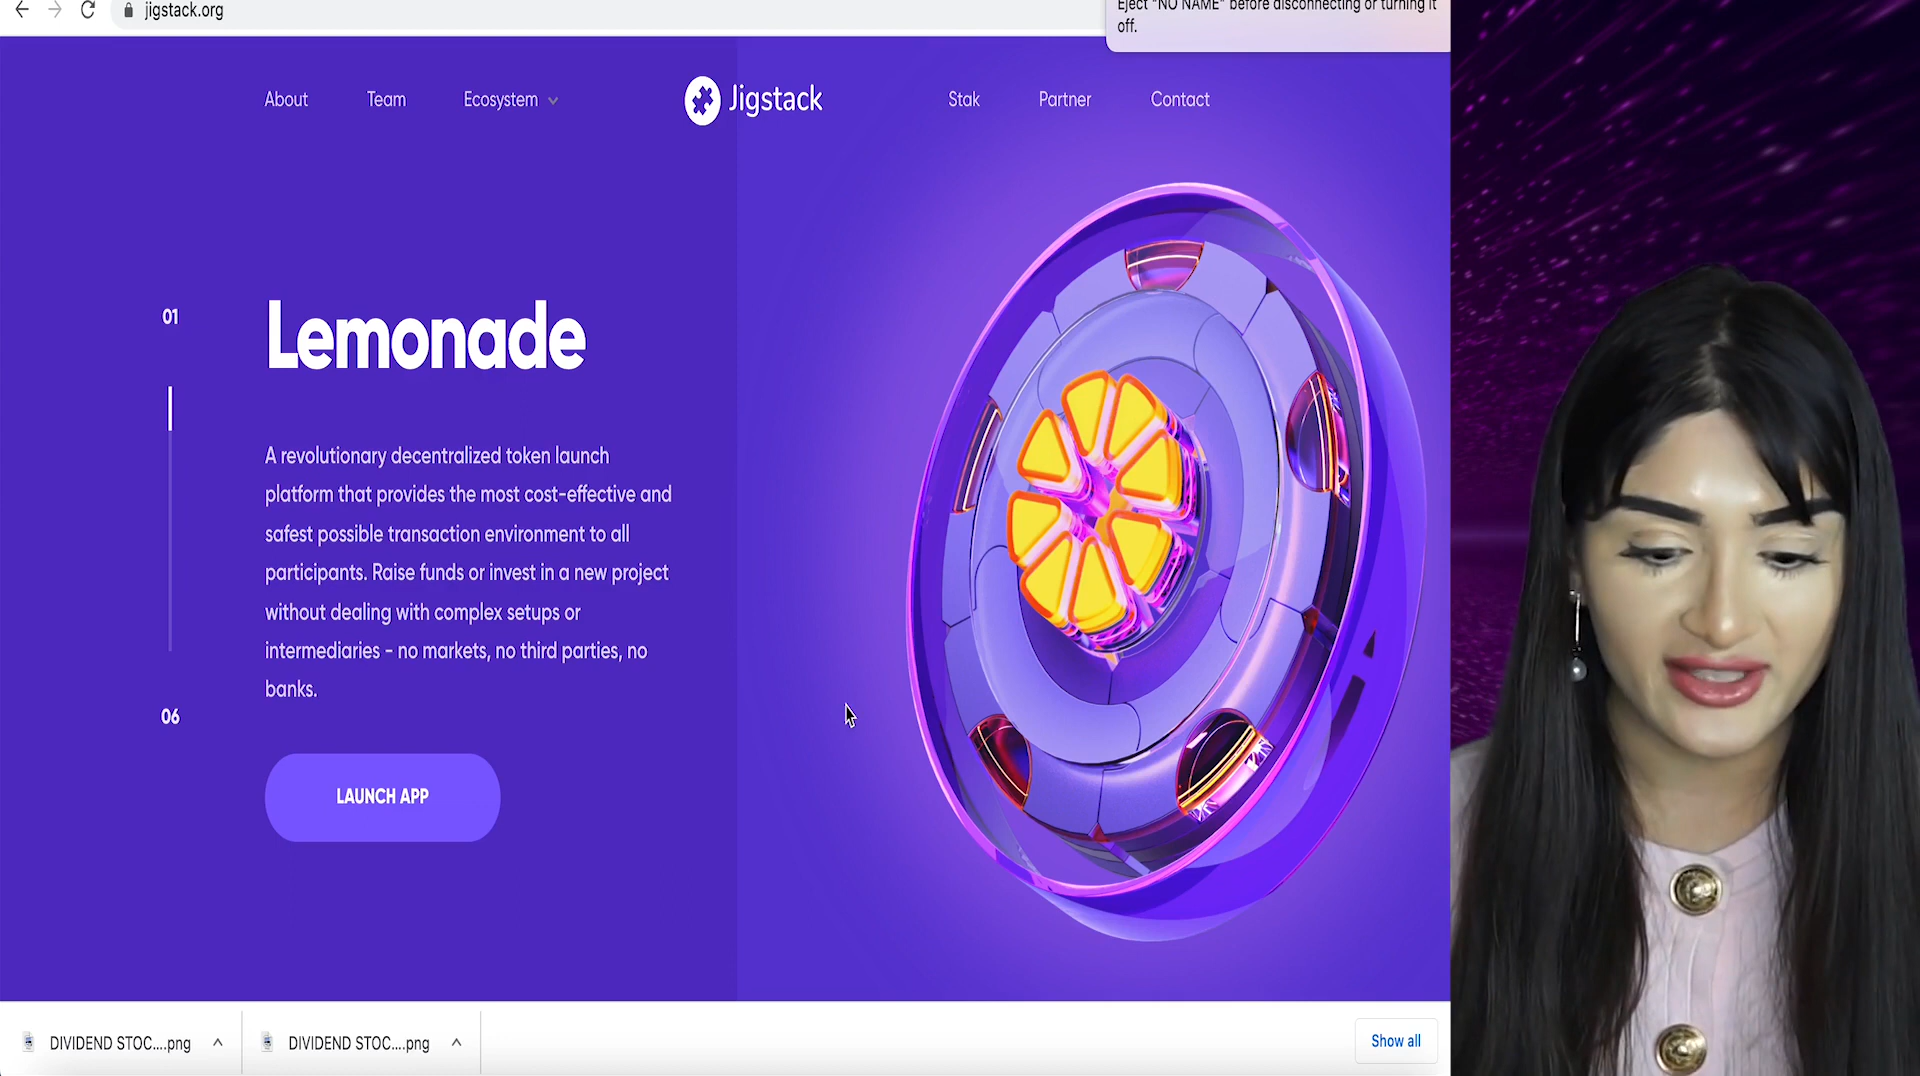 jigstack.org
Eject "NO NAME" before disconnecting or turning it
off.
About
Team
Ecosystem
Jigstack
Stak
Partner
Contact
01
Lemonade
A revolutionary decentralized token launch
platform that provides the most cost-effective and
safest possible transaction environment to all
participants. Raise funds or invest in a new project
without dealing with complex setups or
intermediaries - no markets, no third parties, no
banks.
06
LAUNCH APP
DIVIDEND STOC....png
DIVIDEND STOC....png
Show all